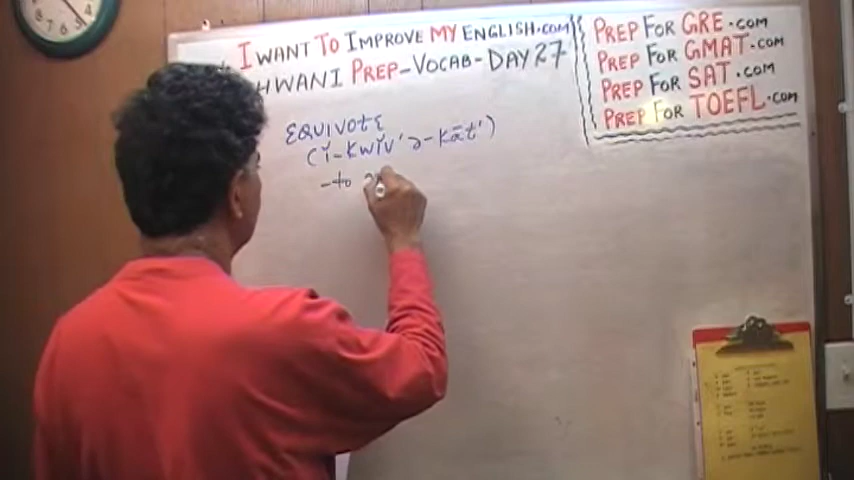 I WANT TO IMPROVE MY ENGLISH.COM
HWANI PREP-VOCAB-DAY 27
PREP FOR GRE.COM
PREP FOR GMAT.COM
PREP FOR SAT.COM
PREP FOR TOEFL.COM
EQUIVOTE
(ĭ-kwĭv'ə-kāt')
-to